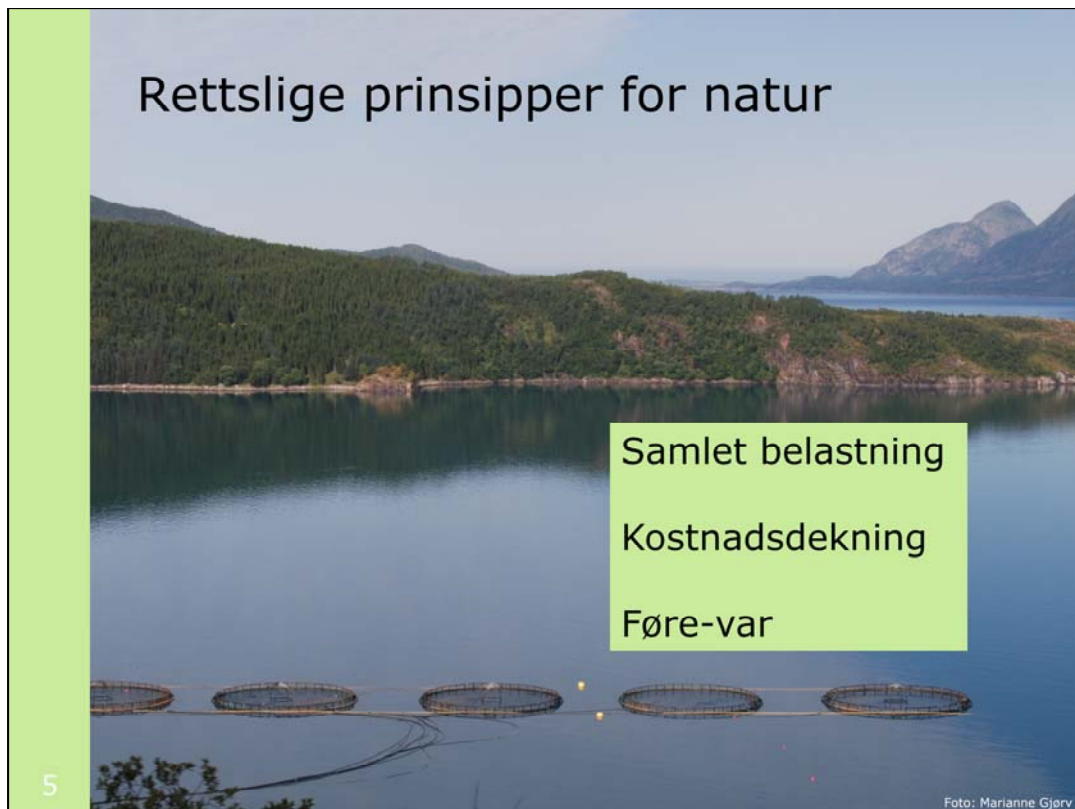 Rettslige prinsipper for natur
Samlet belastning
Kostnadsdekning
Føre-var
5
Foto: Marianne Gjørv